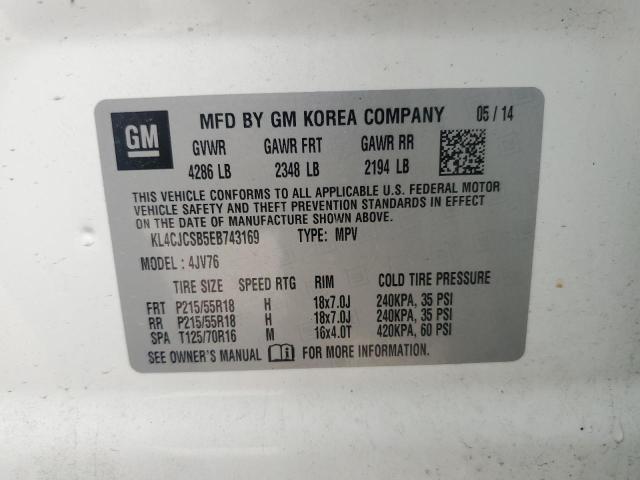 GM MFD BY GM KOREA COMPANY 05 / 14
GVWR GAWR FRT GAWR RR
4286 LB 2348 LB 2194 LB
THIS VEHICLE CONFORMS TO ALL APPLICABLE U.S. FEDERAL MOTOR
VEHICLE SAFETY AND THEFT PREVENTION STANDARDS IN EFFECT
ON THE DATE OF MANUFACTURE SHOWN ABOVE.
KL4CJCSB5EB743169 TYPE: MPV
MODEL : 4JV76
TIRE SIZE SPEED RTG RIM COLD TIRE PRESSURE
FRT P215/55R18 H 18x7.0J 240KPA, 35 PSI
RR P215/55R18 H 18x7.0J 240KPA, 35 PSI
SPA T125/70R16 M 16x4.0T 420KPA, 60 PSI
SEE OWNER'S MANUAL FOR MORE INFORMATION.